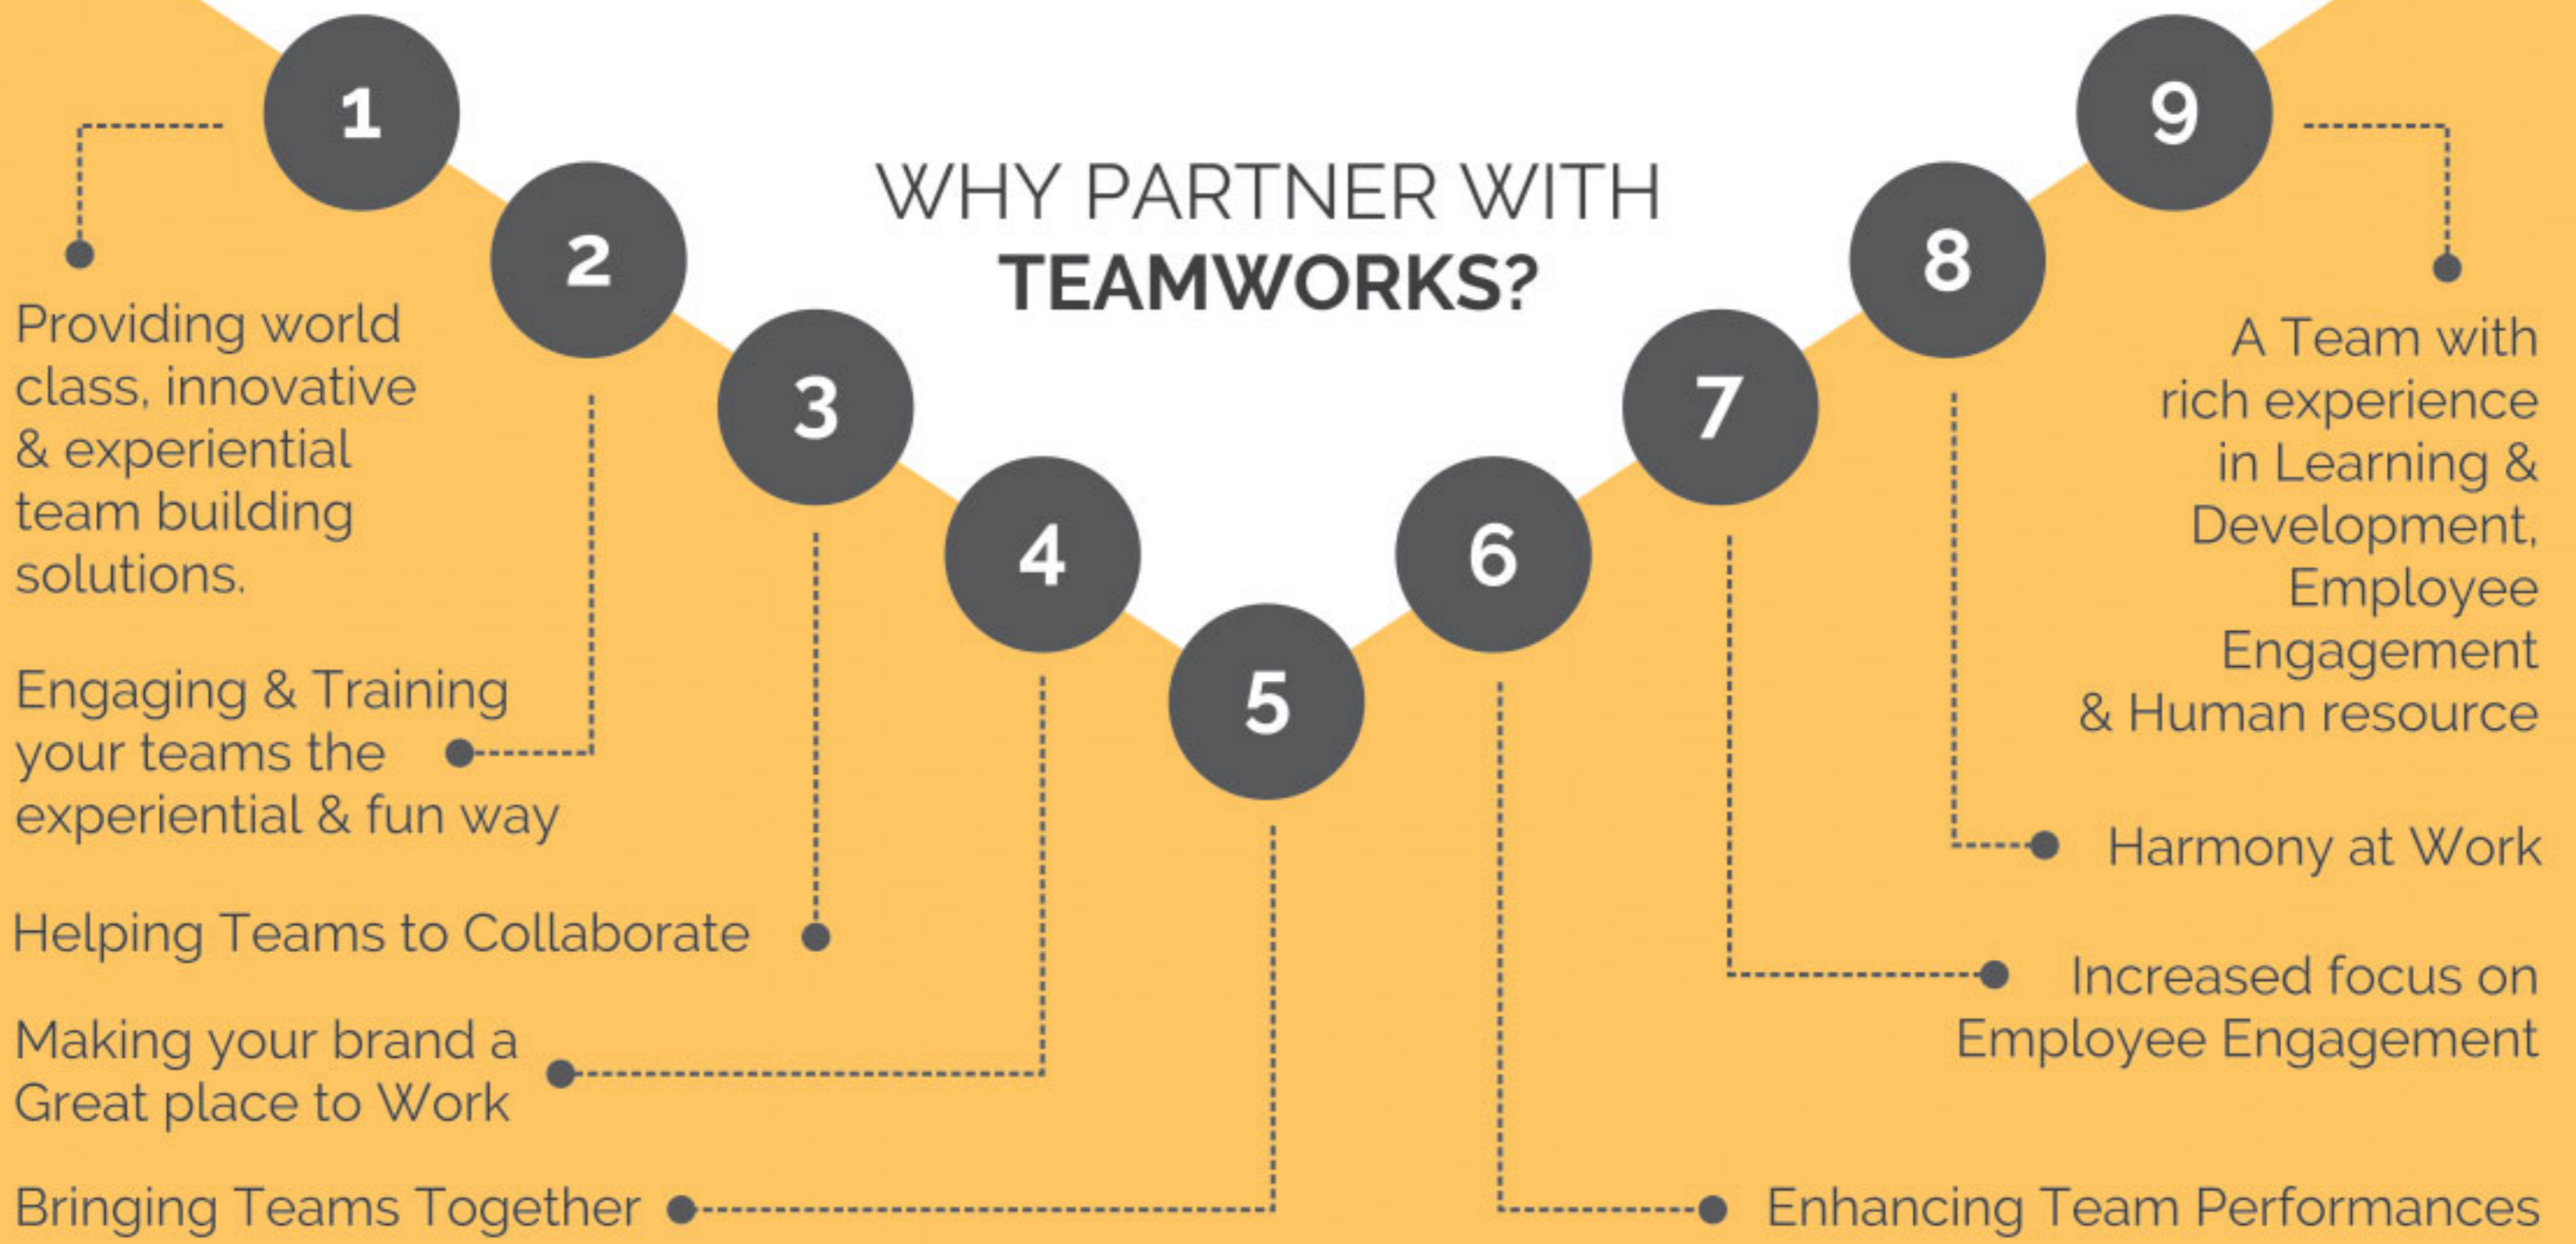 WHY PARTNER WITH
TEAMWORKS?
1
Providing world
class, innovative
& experiential
team building
solutions.
2
Engaging & Training
your teams the
experiential & fun way
3
Helping Teams to Collaborate
4
Making your brand a
Great place to Work
5
Bringing Teams Together
6
Enhancing Team Performances
7
Increased focus on
Employee Engagement
8
Harmony at Work
9
A Team with
rich experience
in Learning &
Development,
Employee
Engagement
& Human resource